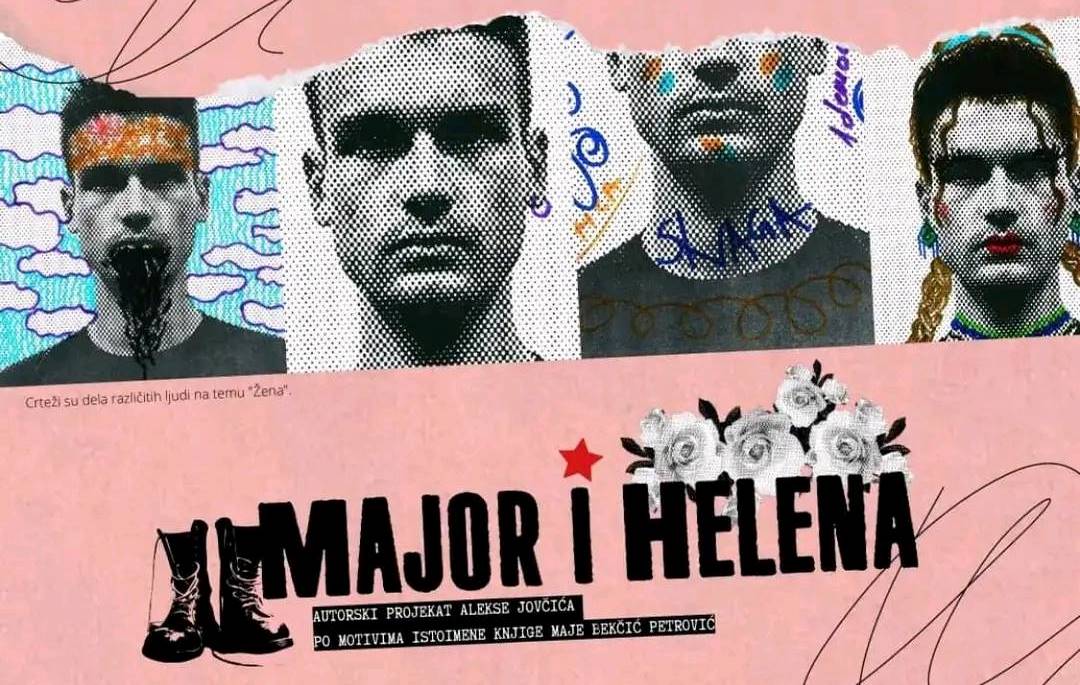 SNAGA
Crteži su dela različitih ljudi na temu "Žena".
MAJOR i HELENA
AUTORSKI PROJEKAT ALEKSE JOVČIĆA
PO MOTIVIMA ISTOIMENE KNJIGE MAJE BEKČIĆ PETROVIĆ